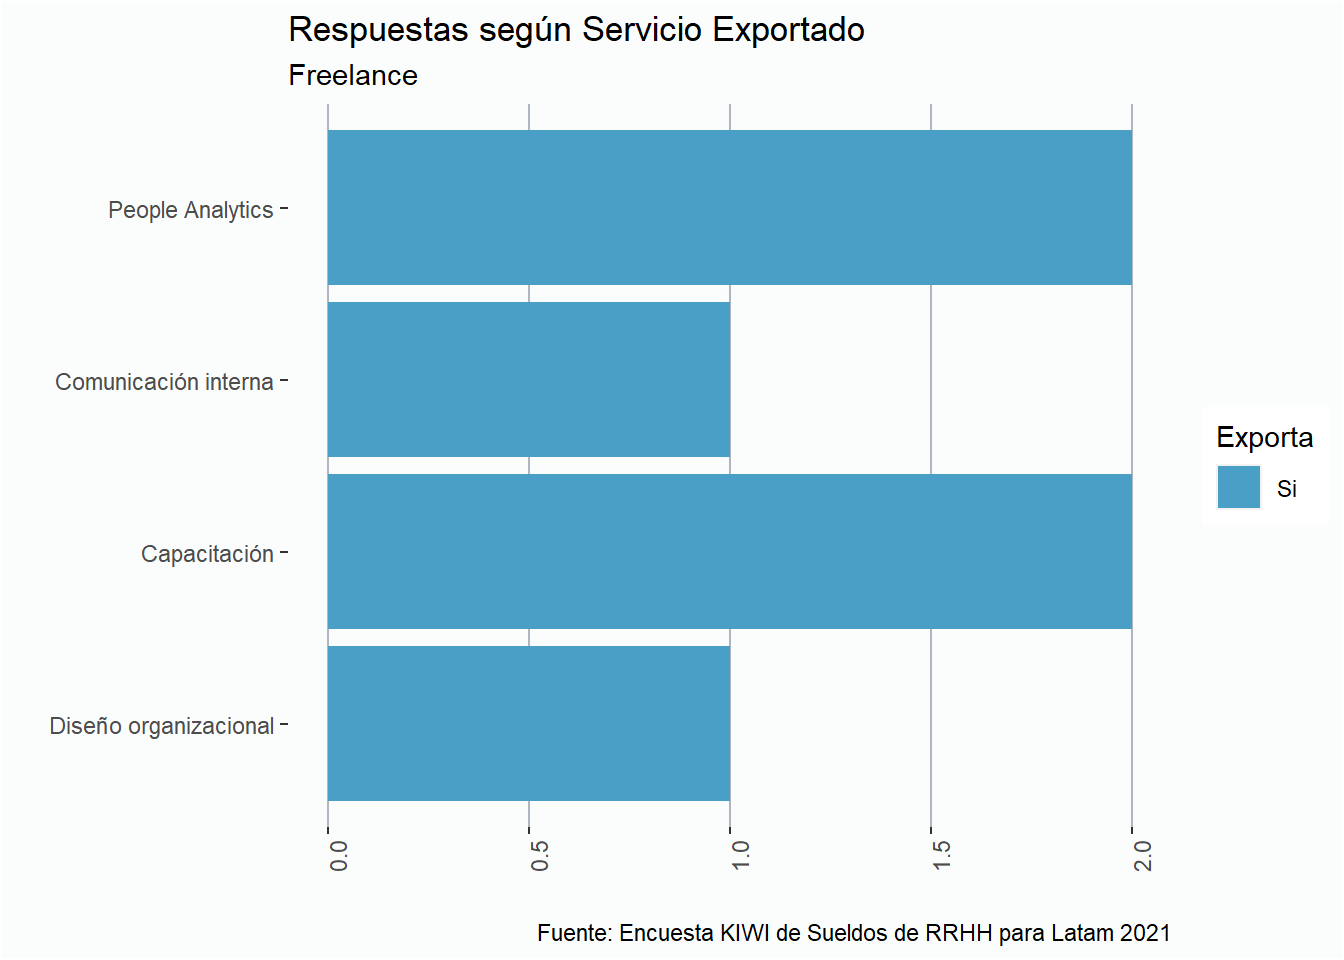 Respuestas según Servicio Exportado
Freelance
People Analytics
Comunicación interna
Capacitación
Diseño organizacional
0.0
0.5
1.0
1.5
2.0
Exporta
Si
Fuente: Encuesta KIWI de Sueldos de RRHH para Latam 2021